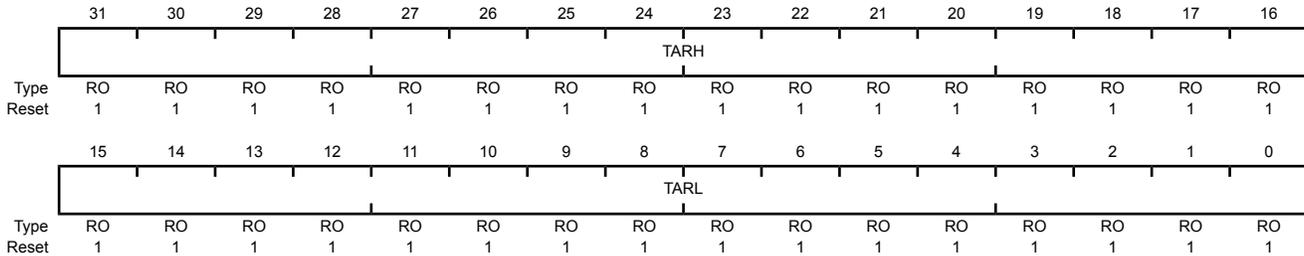 31 30 29 28 27 26 25 24 23 22 21 20 19 18 17 16
TARH
Type RO RO RO RO RO RO RO RO RO RO RO RO RO RO RO RO
Reset 1 1 1 1 1 1 1 1 1 1 1 1 1 1 1 1
15 14 13 12 11 10 9 8 7 6 5 4 3 2 1 0
TARL
Type RO RO RO RO RO RO RO RO RO RO RO RO RO RO RO RO
Reset 1 1 1 1 1 1 1 1 1 1 1 1 1 1 1 1